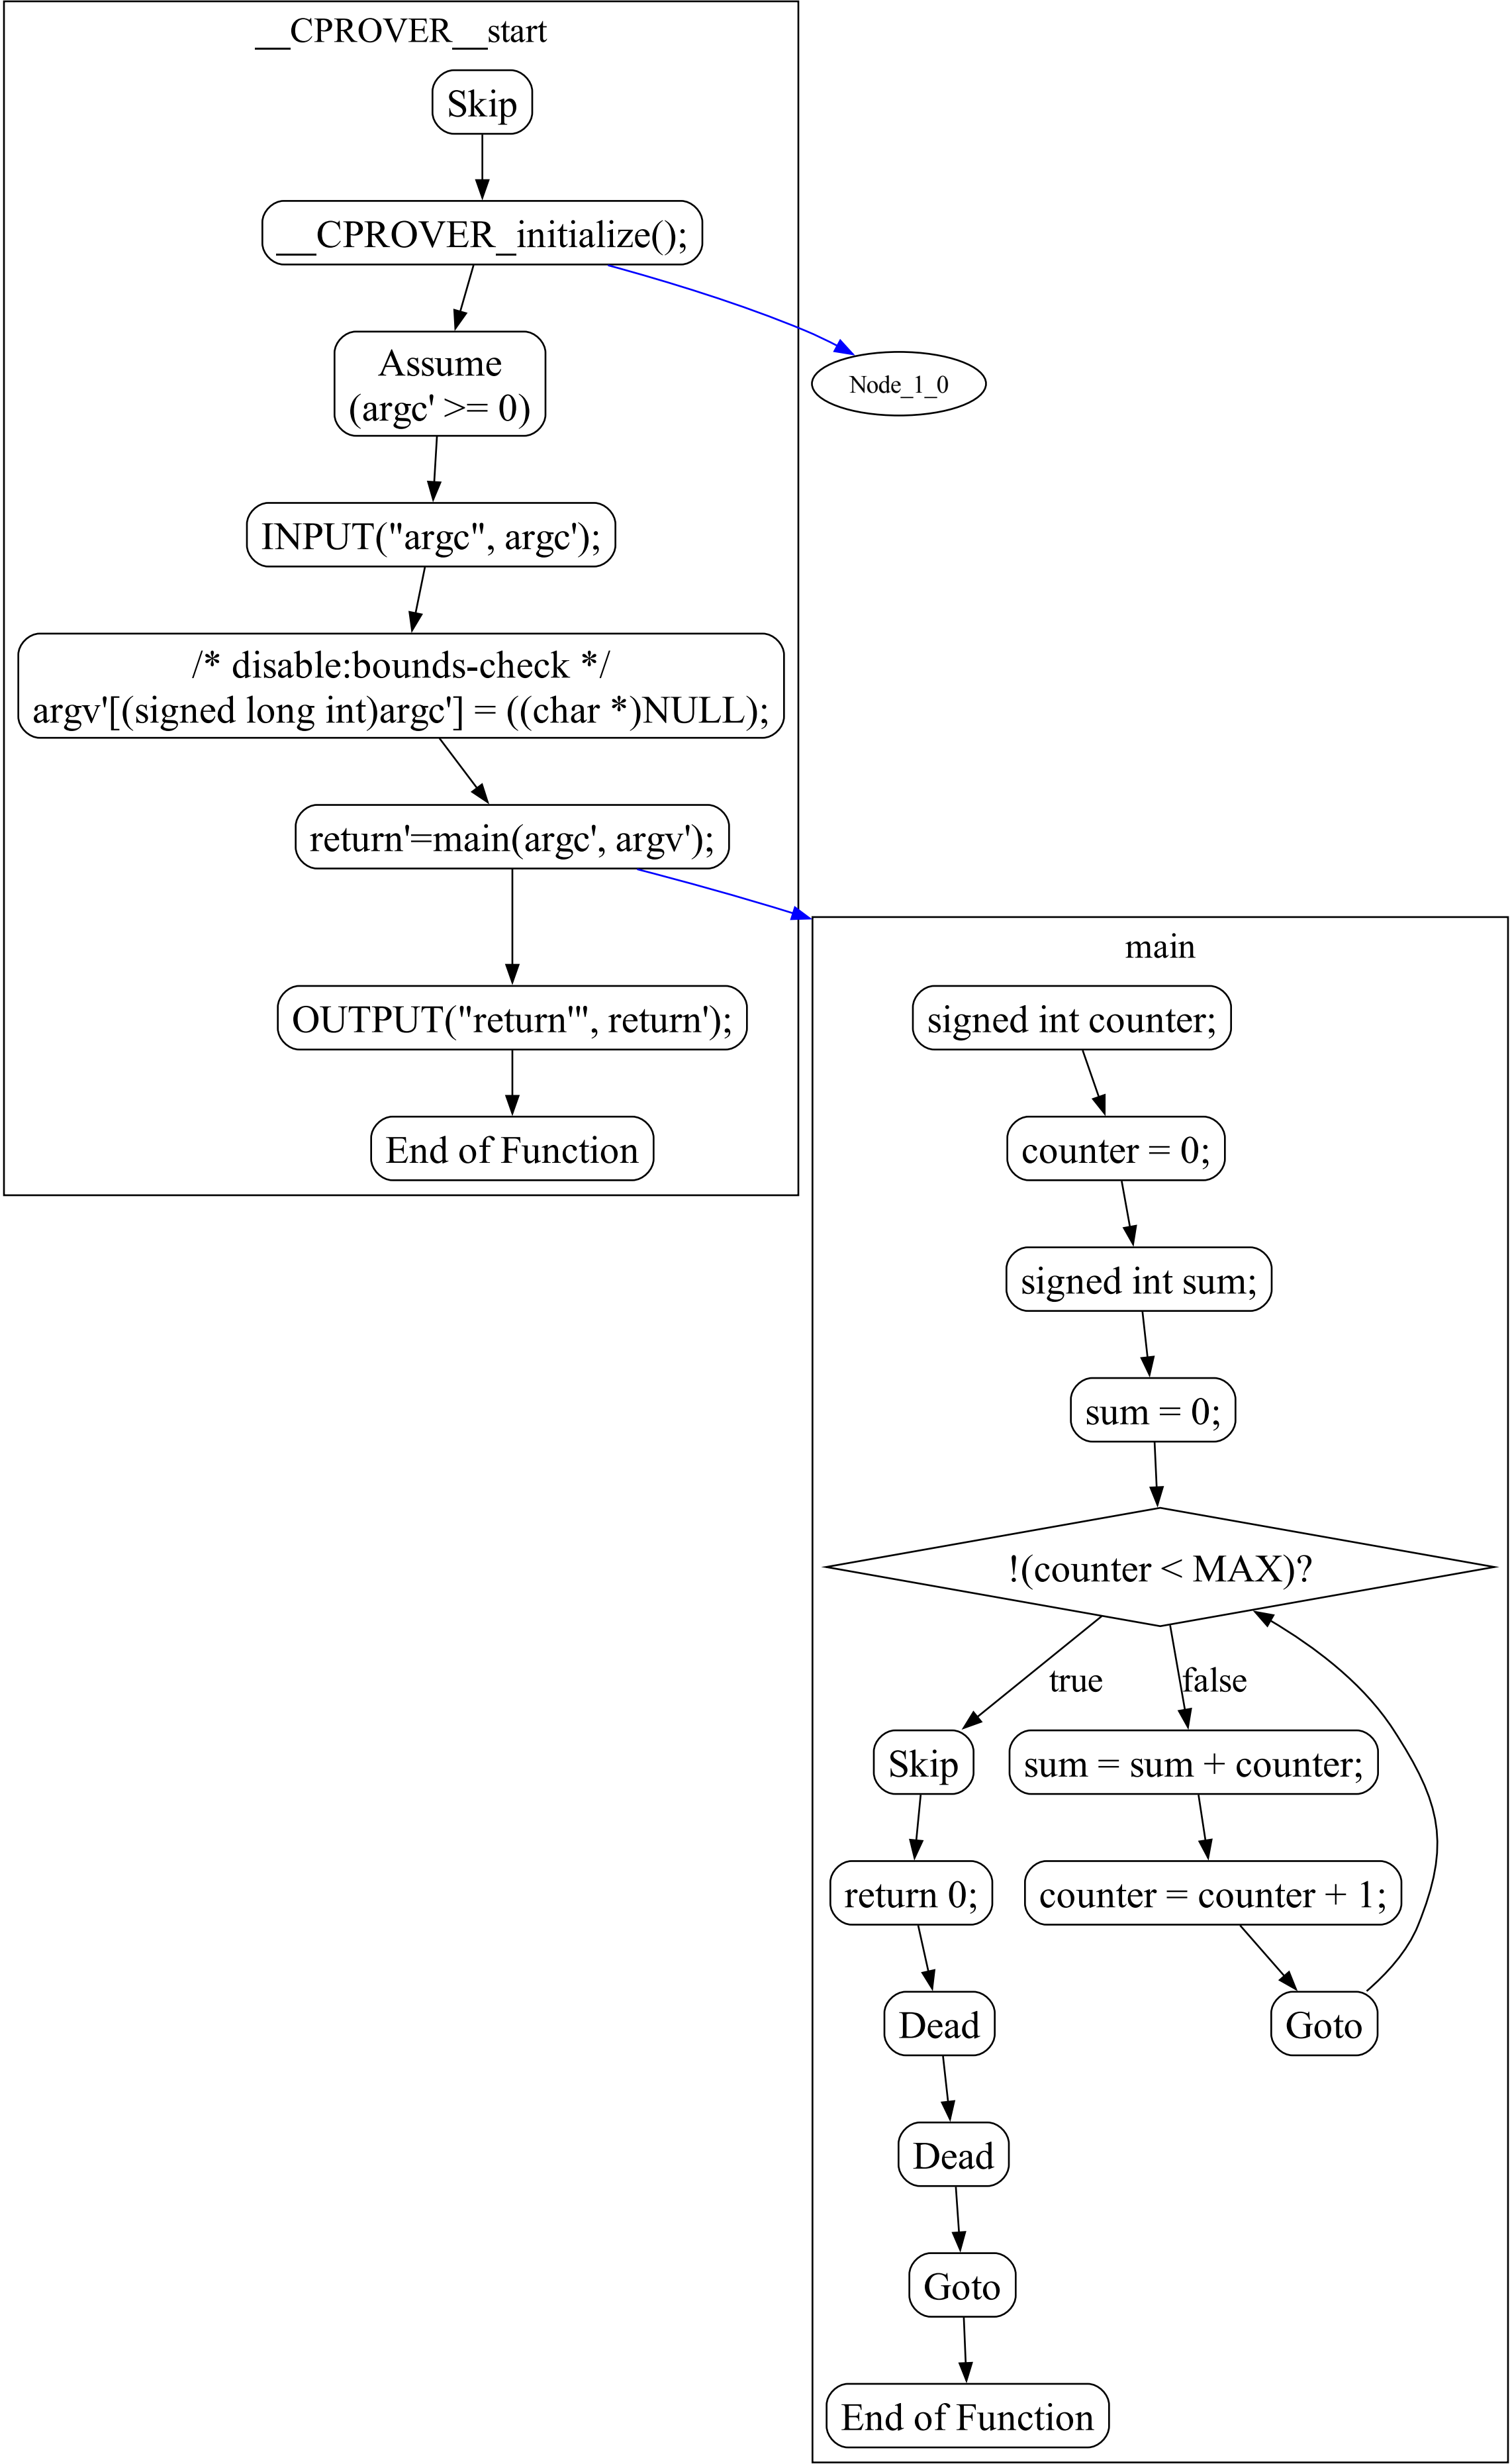 __CPROVER__start
Skip
__CPROVER_initialize();
Assume
(argc' >= 0)
Node_1_0
INPUT("argc", argc');
/* disable:bounds-check */
argv'[(signed long int)argc'] = ((char *)NULL);
return'=main(argc', argv');
OUTPUT("return'", return');
End of Function
main
signed int counter;
counter = 0;
signed int sum;
sum = 0;
!(counter < MAX)?
true
false
Skip
sum = sum + counter;
return 0;
counter = counter + 1;
Dead
Goto
Dead
Goto
End of Function